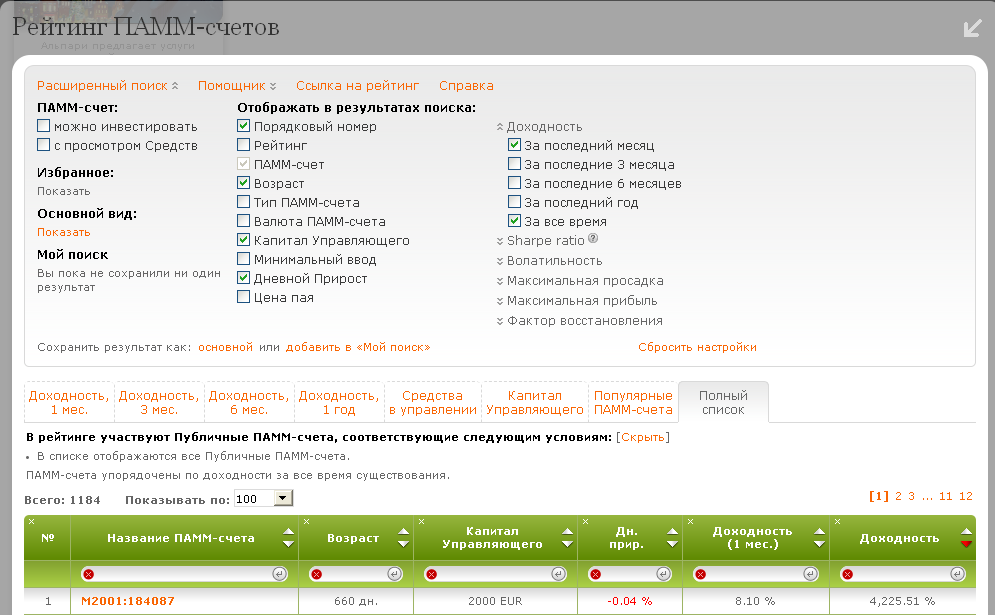 Рейтинг ПАММ-счетов
Альпари предлагает услуги
Расширенный поиск Помощник Ссылка на рейтинг Справка
ПАММ-счет:
можно инвестировать
с просмотром Средств
Избранное:
Показать
Основной вид:
Показать
Мой поиск
Вы пока не сохранили ни один
результат
Отображать в результатах поиска:
Порядковый номер
Рейтинг
ПАММ-счет
Возраст
Тип ПАММ-счета
Валюта ПАММ-счета
Капитал Управляющего
Минимальный ввод
Дневной Прирост
Цена пая
Доходность
За последний месяц
За последние 3 месяца
За последние 6 месяцев
За последний год
За все время
Sharpe ratio ?
Волатильность
Максимальная просадка
Максимальная прибыль
Фактор восстановления
Сохранить результат как: основной или добавить в «Мой поиск» Сбросить настройки
Доходность, 1 мес.
Доходность, 3 мес.
Доходность, 6 мес.
Доходность, 1 год
Средства в управлении
Капитал Управляющего
Популярные ПАММ-счета
Полный список
В рейтинге участвуют Публичные ПАММ-счета, соответствующие следующим условиям: [Скрыть]
• В списке отображаются все Публичные ПАММ-счета.
ПАММ-счета упорядочены по доходности за все время существования.
Всего: 1184 Показывать по: 100 [1] 2 3 ... 11 12
№ Название ПАММ-счета Возраст Капитал Управляющего Дн. прир. Доходность (1 мес.) Доходность
1 M2001:184087 660 дн. 2000 EUR -0.04 % 8.10 % 4,225.51 %